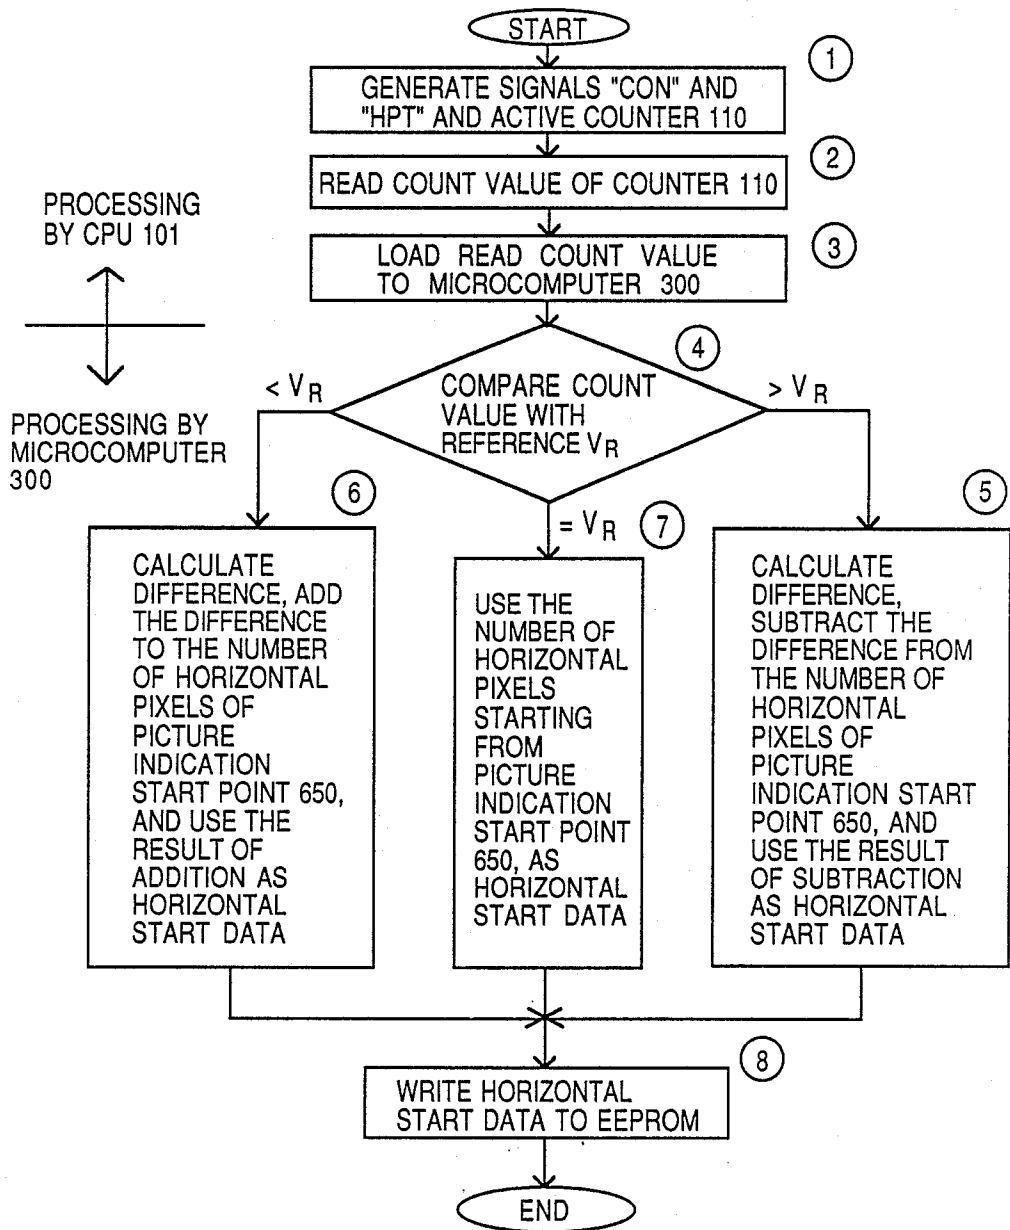 START
1
GENERATE SIGNALS "CON" AND
"HPT" AND ACTIVE COUNTER 110
2
READ COUNT VALUE OF COUNTER 110
PROCESSING
BY CPU 101
3
LOAD READ COUNT VALUE
TO MICROCOMPUTER 300
4
< VR
COMPARE COUNT
VALUE WITH
REFERENCE VR
> VR
PROCESSING BY
MICROCOMPUTER
300
6
CALCULATE
DIFFERENCE, ADD
THE DIFFERENCE
TO THE NUMBER
OF HORIZONTAL
PIXELS OF
PICTURE
INDICATION
START POINT 650,
AND USE THE
RESULT OF
ADDITION AS
HORIZONTAL
START DATA
= VR
7
USE THE
NUMBER OF
HORIZONTAL
PIXELS
STARTING
FROM
PICTURE
INDICATION
START POINT
650, AS
HORIZONTAL
START DATA
5
CALCULATE
DIFFERENCE,
SUBTRACT THE
DIFFERENCE FROM
THE NUMBER OF
HORIZONTAL
PIXELS OF
PICTURE
INDICATION START
POINT 650, AND
USE THE RESULT
OF SUBTRACTION
AS HORIZONTAL
START DATA
8
WRITE HORIZONTAL
START DATA TO EEPROM
END